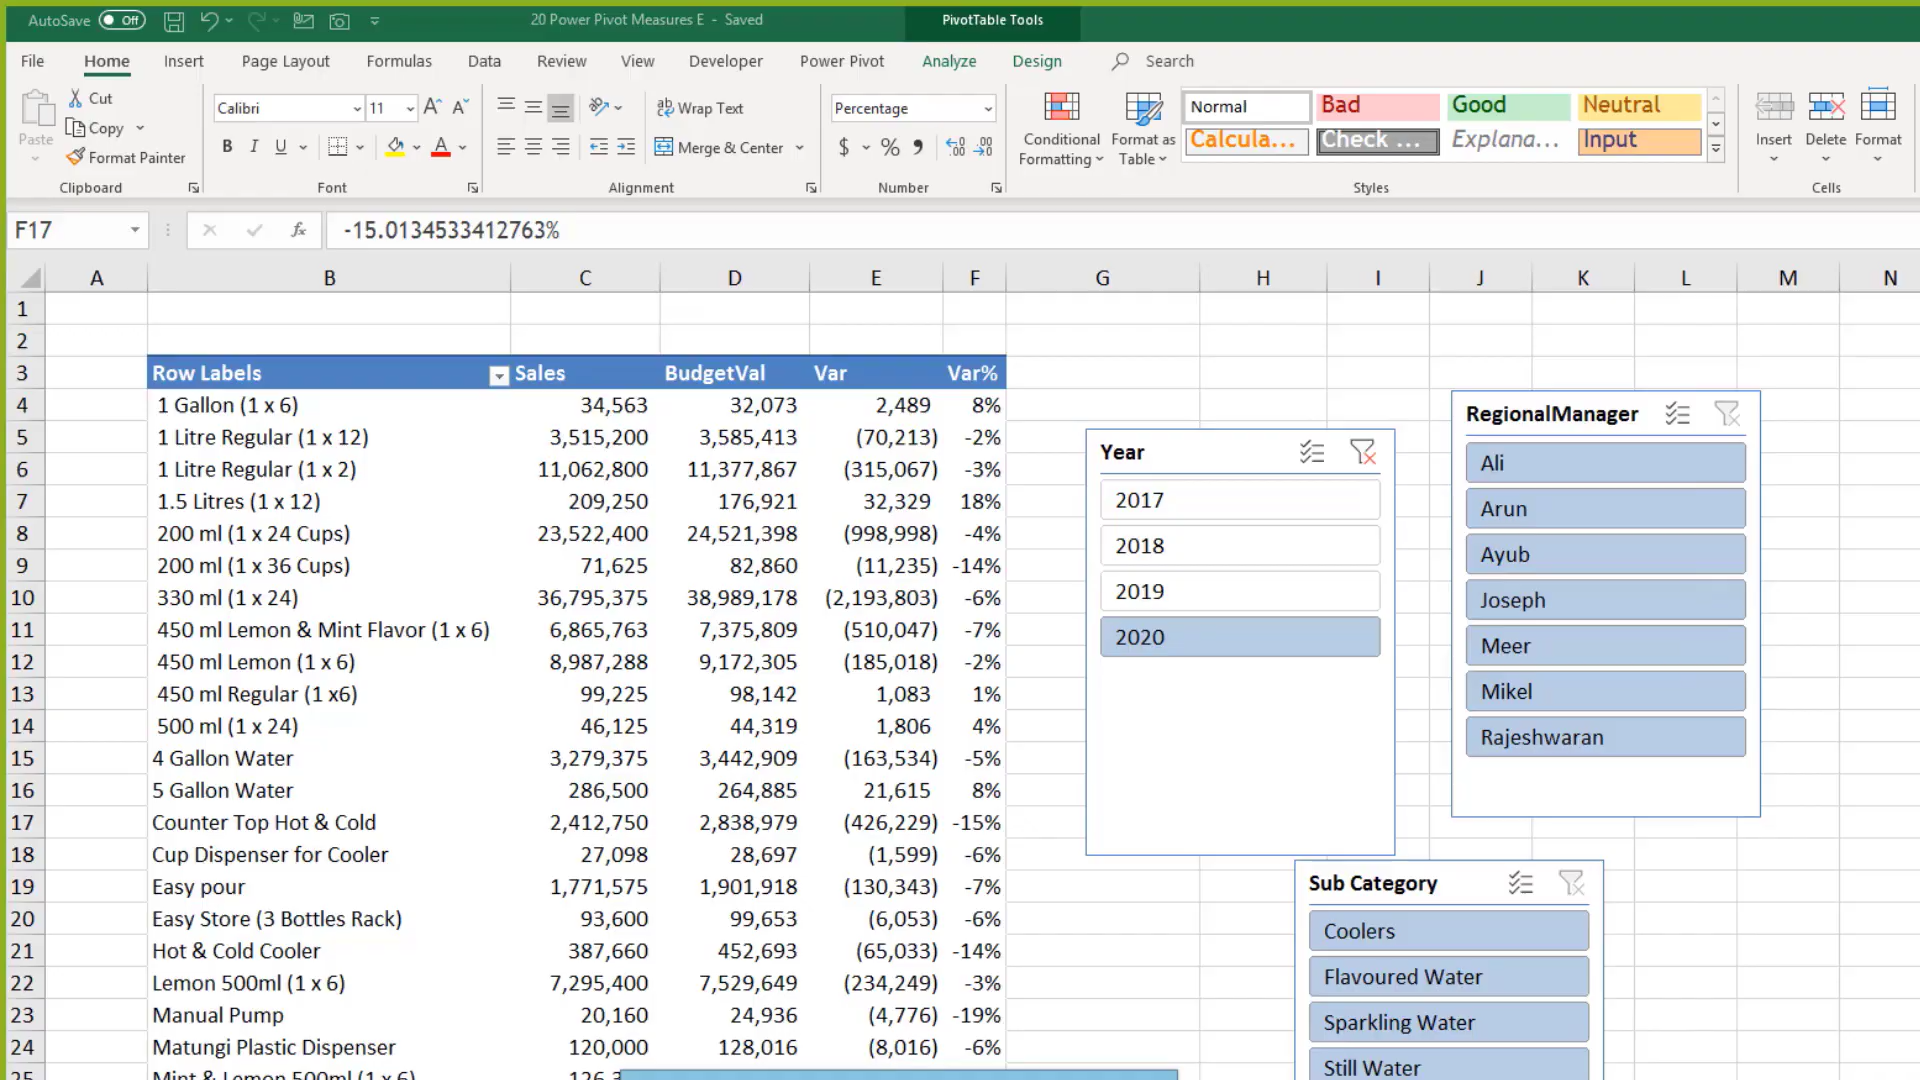 AutoSave Off 20 Power Pivot Measures E - Saved PivotTable Tools
File Home Insert Page Layout Formulas Data Review View Developer Power Pivot Analyze Design Search
Paste
Cut
Copy
Format Painter
Clipboard
Calibri 11
B I U
Font
Wrap Text
Merge & Center
Alignment
Percentage
$ % 9
Number
Conditional Formatting
Format as Table
Normal Bad Good Neutral
Calcula... Check ... Explana... Input
Styles
Insert Delete Format
Cells
F17 fx -15.0134533412763%
A B C D E F G H I J K L M N
1
2
3 Row Labels Sales BudgetVal Var Var%
4 1 Gallon (1 x 6) 34,563 32,073 2,489 8%
5 1 Litre Regular (1 x 12) 3,515,200 3,585,413 (70,213) -2%
6 1 Litre Regular (1 x 2) 11,062,800 11,377,867 (315,067) -3%
7 1.5 Litres (1 x 12) 209,250 176,921 32,329 18%
8 200 ml (1 x 24 Cups) 23,522,400 24,521,398 (998,998) -4%
9 200 ml (1 x 36 Cups) 71,625 82,860 (11,235) -14%
10 330 ml (1 x 24) 36,795,375 38,989,178 (2,193,803) -6%
11 450 ml Lemon & Mint Flavor (1 x 6) 6,865,763 7,375,809 (510,047) -7%
12 450 ml Lemon (1 x 6) 8,987,288 9,172,305 (185,018) -2%
13 450 ml Regular (1 x6) 99,225 98,142 1,083 1%
14 500 ml (1 x 24) 46,125 44,319 1,806 4%
15 4 Gallon Water 3,279,375 3,442,909 (163,534) -5%
16 5 Gallon Water 286,500 264,885 21,615 8%
17 Counter Top Hot & Cold 2,412,750 2,838,979 (426,229) -15%
18 Cup Dispenser for Cooler 27,098 28,697 (1,599) -6%
19 Easy pour 1,771,575 1,901,918 (130,343) -7%
20 Easy Store (3 Bottles Rack) 93,600 99,653 (6,053) -6%
21 Hot & Cold Cooler 387,660 452,693 (65,033) -14%
22 Lemon 500ml (1 x 6) 7,295,400 7,529,649 (234,249) -3%
23 Manual Pump 20,160 24,936 (4,776) -19%
24 Matungi Plastic Dispenser 120,000 128,016 (8,016) -6%
25 Mint & Lemon 500ml (1 x 6)
Year
2017
2018
2019
2020
RegionalManager
Ali
Arun
Ayub
Joseph
Meer
Mikel
Rajeshwaran
Sub Category
Coolers
Flavoured Water
Sparkling Water
Still Water